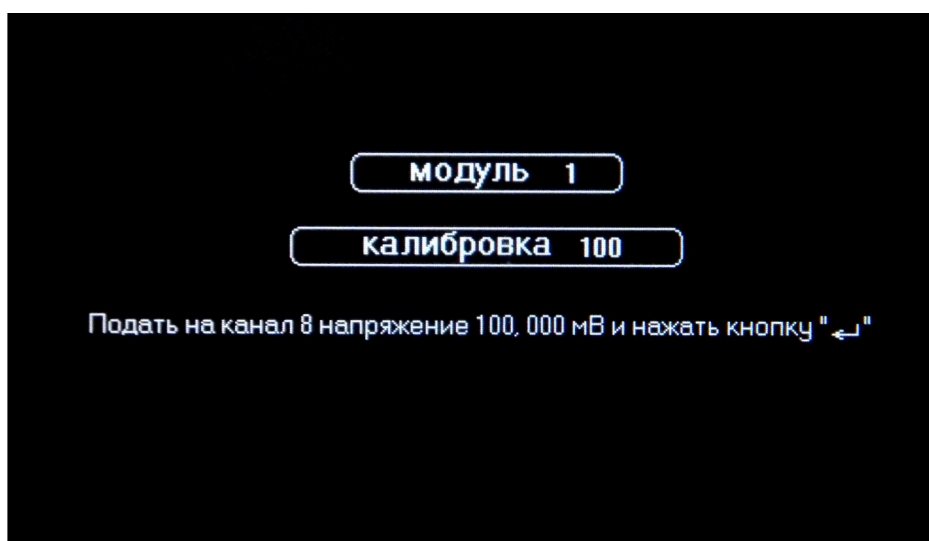 модуль 1
калибровка 100
Подать на канал 8 напряжение 100, 000 мВ и нажать кнопку "↵"